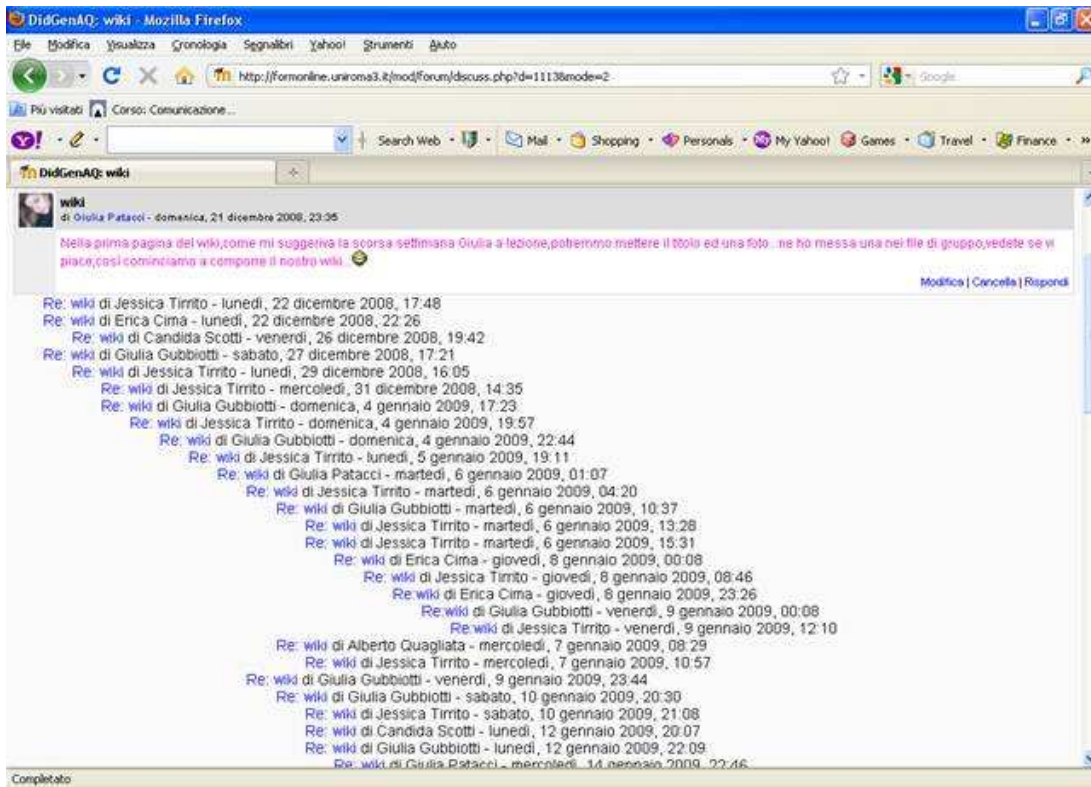 DidGenAQ: wiki - Mozilla Firefox
File Modifica Visualizza Cronologia Segnalibri Yahoo! Strumenti Aiuto
http://formonline.uniroma3.it/mod/forum/discuss.php?d=1113&mode=2 Google
Più visitati Corso: Comunicazione...
Y! Search Web Mail Shopping Personals My Yahoo! Games Travel Finance »
DidGenAQ: wiki
wiki
di Giulia Patacci - domenica, 21 dicembre 2008, 23:35
Nella prima pagina del wiki,come mi suggeriva la scorsa settimana Giulia a lezione,potremmo mettere il titolo ed una foto...ne ho messa una nei file di gruppo,vedete se vi
piace,così cominciamo a comporre il nostro wiki...
Modifica | Cancella | Rispondi
Re: wiki di Jessica Tirrito - lunedì, 22 dicembre 2008, 17:48
Re: wiki di Erica Cima - lunedì, 22 dicembre 2008, 22:26
Re: wiki di Candida Scotti - venerdì, 26 dicembre 2008, 19:42
Re: wiki di Giulia Gubbiotti - sabato, 27 dicembre 2008, 17:21
Re: wiki di Jessica Tirrito - lunedì, 29 dicembre 2008, 16:05
Re: wiki di Jessica Tirrito - mercoledì, 31 dicembre 2008, 14:35
Re: wiki di Giulia Gubbiotti - domenica, 4 gennaio 2009, 17:23
Re: wiki di Jessica Tirrito - domenica, 4 gennaio 2009, 19:57
Re: wiki di Giulia Gubbiotti - domenica, 4 gennaio 2009, 22:44
Re: wiki di Jessica Tirrito - lunedì, 5 gennaio 2009, 19:11
Re: wiki di Giulia Patacci - martedì, 6 gennaio 2009, 01:07
Re: wiki di Jessica Tirrito - martedì, 6 gennaio 2009, 04:20
Re: wiki di Giulia Gubbiotti - martedì, 6 gennaio 2009, 10:37
Re: wiki di Jessica Tirrito - martedì, 6 gennaio 2009, 13:28
Re: wiki di Jessica Tirrito - martedì, 6 gennaio 2009, 15:31
Re: wiki di Erica Cima - giovedì, 8 gennaio 2009, 00:08
Re: wiki di Jessica Tirrito - giovedì, 8 gennaio 2009, 08:46
Re:wiki di Erica Cima - giovedì, 8 gennaio 2009, 23:26
Re:wiki di Giulia Gubbiotti - venerdì, 9 gennaio 2009, 00:08
Re:wiki di Jessica Tirrito - venerdì, 9 gennaio 2009, 12:10
Re: wiki di Alberto Quagliata - mercoledì, 7 gennaio 2009, 08:29
Re: wiki di Jessica Tirrito - mercoledì, 7 gennaio 2009, 10:57
Re: wiki di Giulia Gubbiotti - venerdì, 9 gennaio 2009, 23:44
Re: wiki di Giulia Gubbiotti - sabato, 10 gennaio 2009, 20:30
Re: wiki di Jessica Tirrito - sabato, 10 gennaio 2009, 21:08
Re: wiki di Candida Scotti - lunedì, 12 gennaio 2009, 20:07
Re: wiki di Giulia Gubbiotti - lunedì, 12 gennaio 2009, 22:09
Re: wiki di Giulia Patacci - mercoledì, 14 gennaio 2009, 22:46
Completato